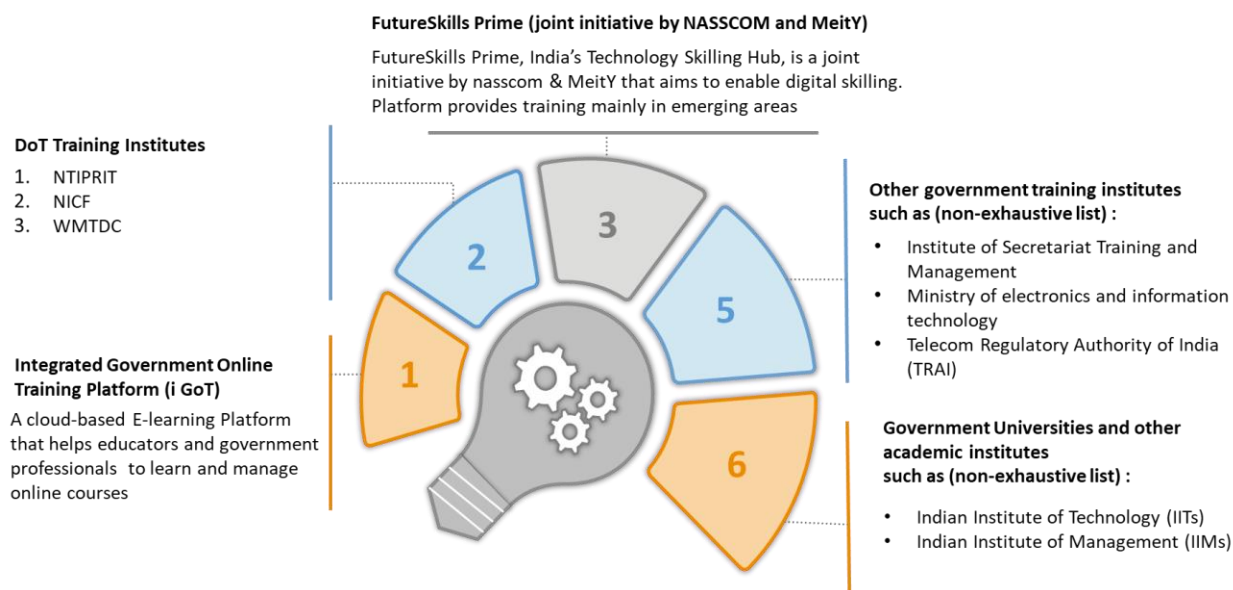 FutureSkills Prime (joint initiative by NASSCOM and MeitY)
FutureSkills Prime, India's Technology Skilling Hub, is a joint
initiative by nasscom & MeitY that aims to enable digital skilling.
Platform provides training mainly in emerging areas
DoT Training Institutes
1. NTIPRIT
2. NICF
3. WMTDC
Integrated Government Online
Training Platform (i GoT)
A cloud-based E-learning Platform
that helps educators and government
professionals to learn and manage
online courses
1
2
3
5
6
Other government training institutes
such as (non-exhaustive list) :
• Institute of Secretariat Training and
Management
• Ministry of electronics and information
technology
• Telecom Regulatory Authority of India
(TRAI)
Government Universities and other
academic institutes
such as (non-exhaustive list) :
• Indian Institute of Technology (IITs)
• Indian Institute of Management (IIMs)